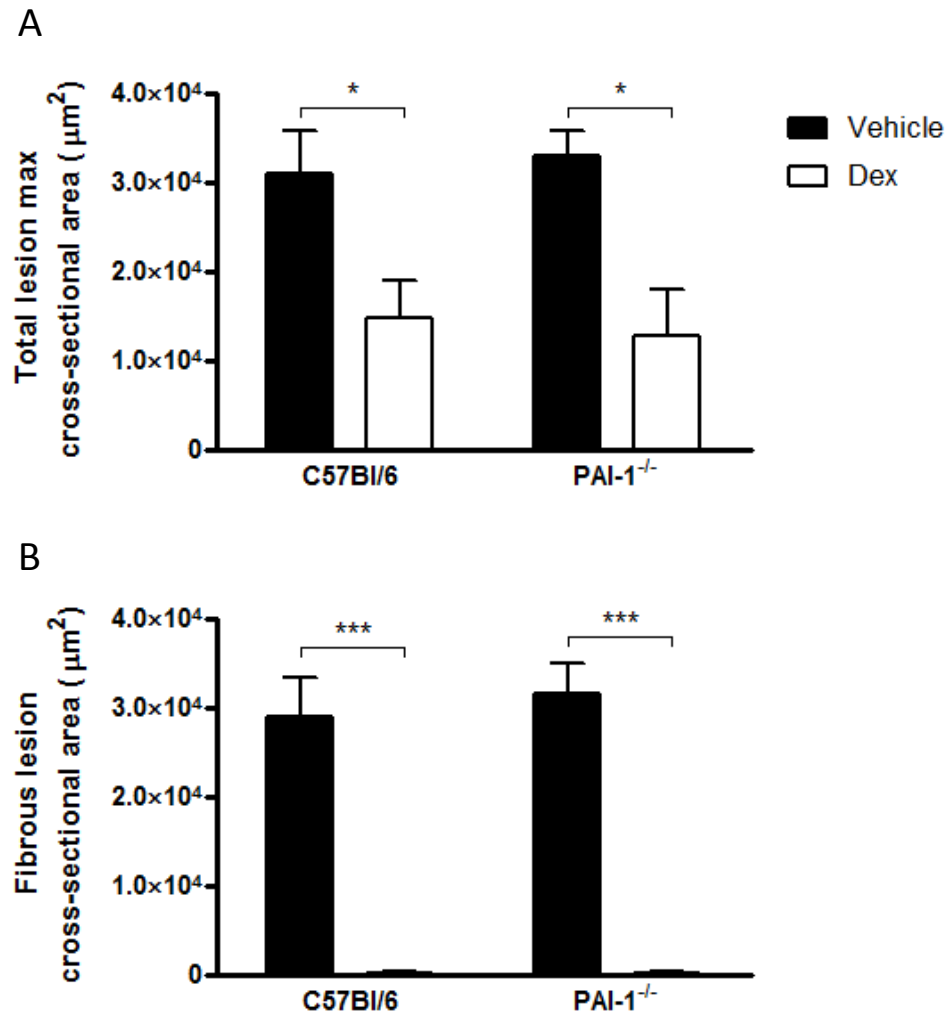 A
Total lesion max
cross-sectional area ( μm²)
4.0×10⁴
3.0×10⁴
2.0×10⁴
1.0×10⁴
0
*
*
Vehicle
Dex
C57Bl/6
PAI-1⁻/⁻
B
Fibrous lesion
cross-sectional area ( μm²)
4.0×10⁴
3.0×10⁴
2.0×10⁴
1.0×10⁴
0
***
***
C57Bl/6
PAI-1⁻/⁻